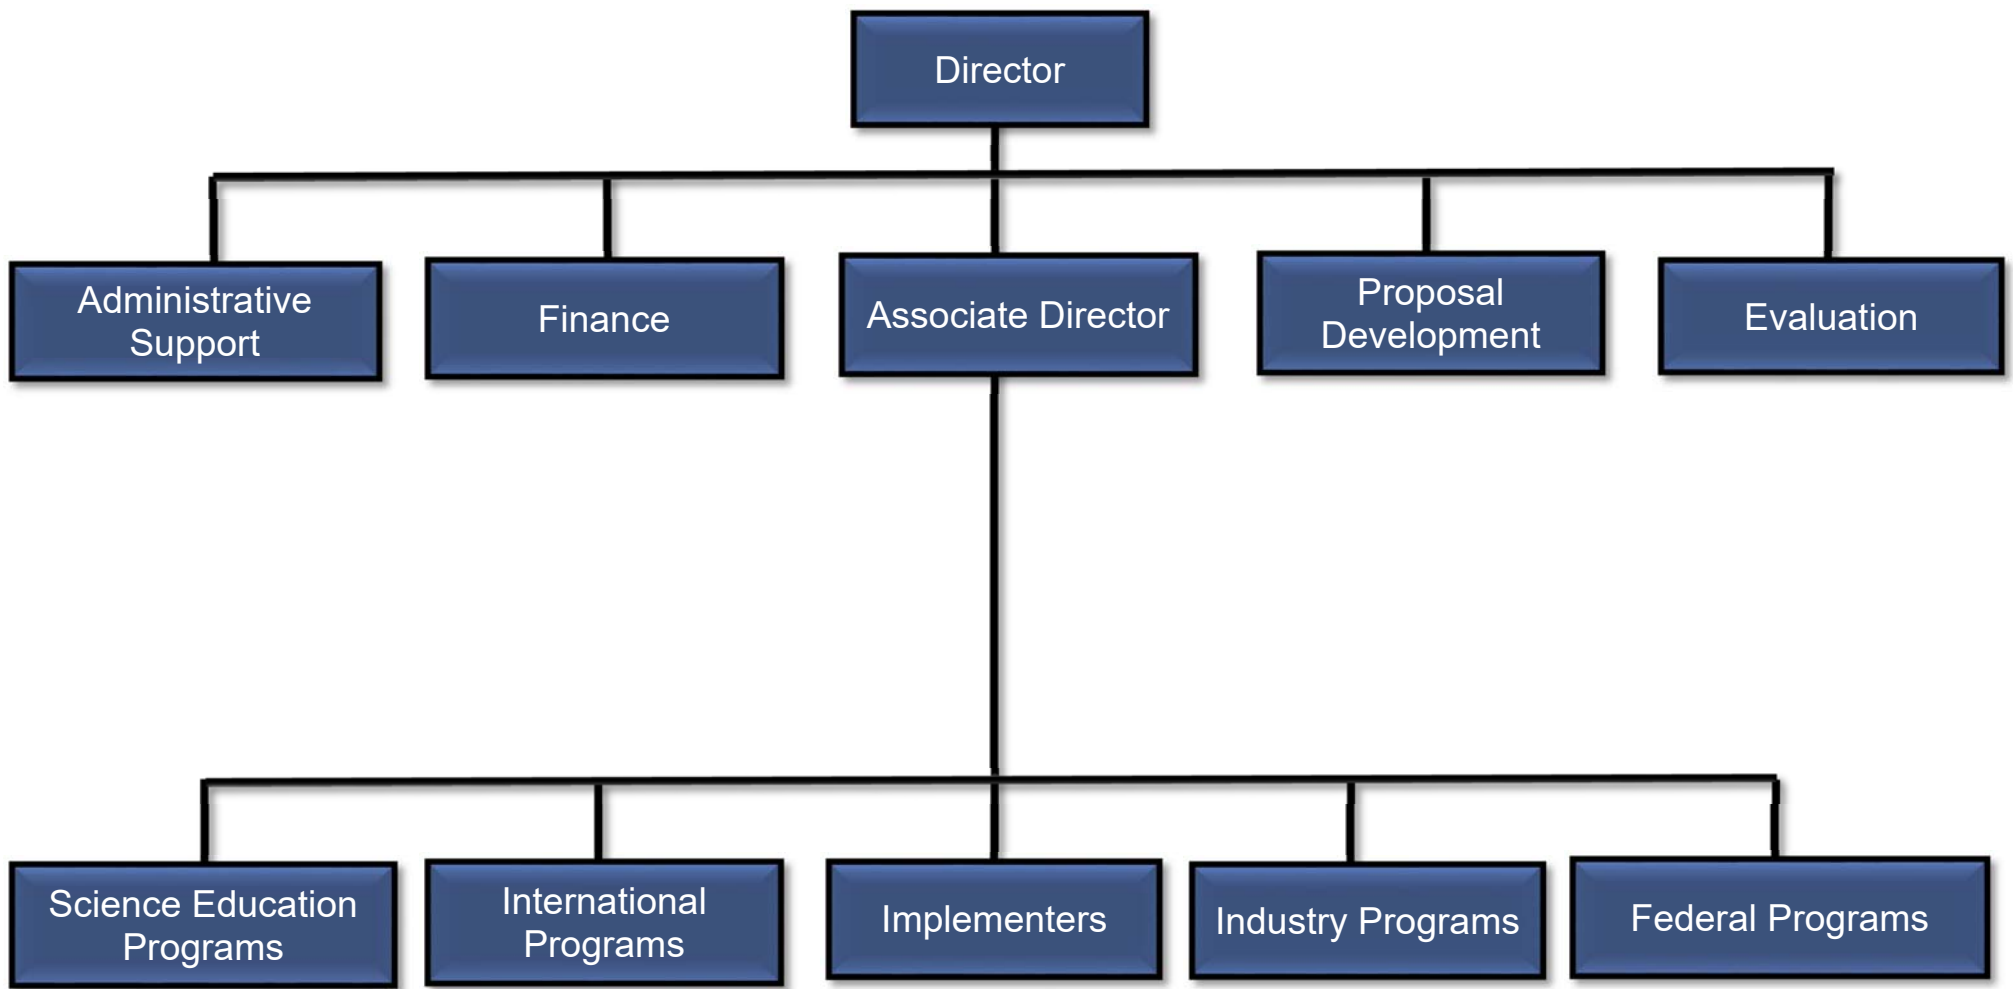 Director
Administrative
Support
Finance
Associate Director
Proposal
Development
Evaluation
Science Education
Programs
International
Programs
Implementers
Industry Programs
Federal Programs